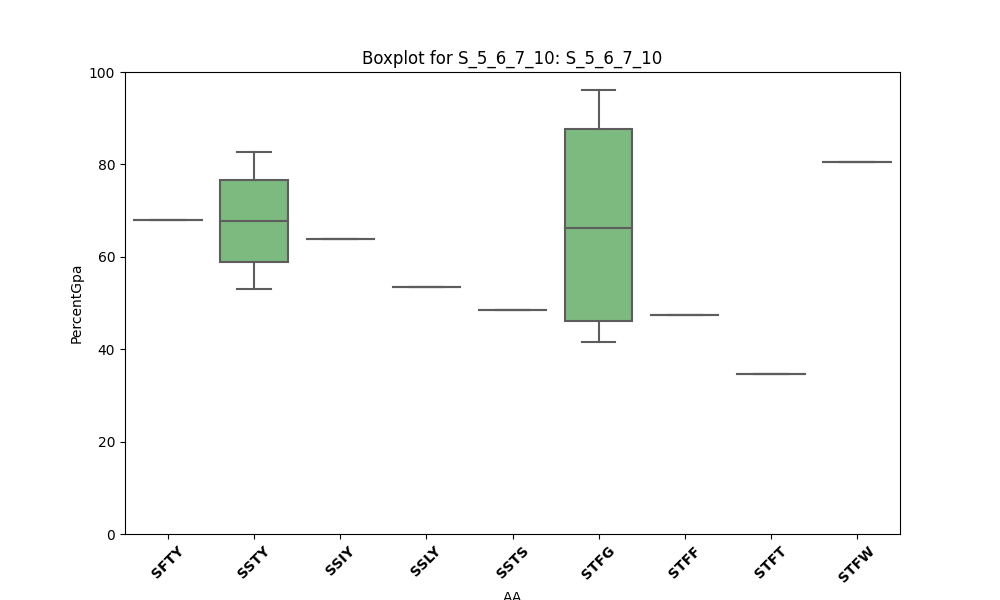 Boxplot for S_5_6_7_10: S_5_6_7_10
100
80
60
40
20
0
PercentGpa
SFTY
SSTY
SSIY
SSLY
SSTS
STFG
STFF
STFT
STFW
AA